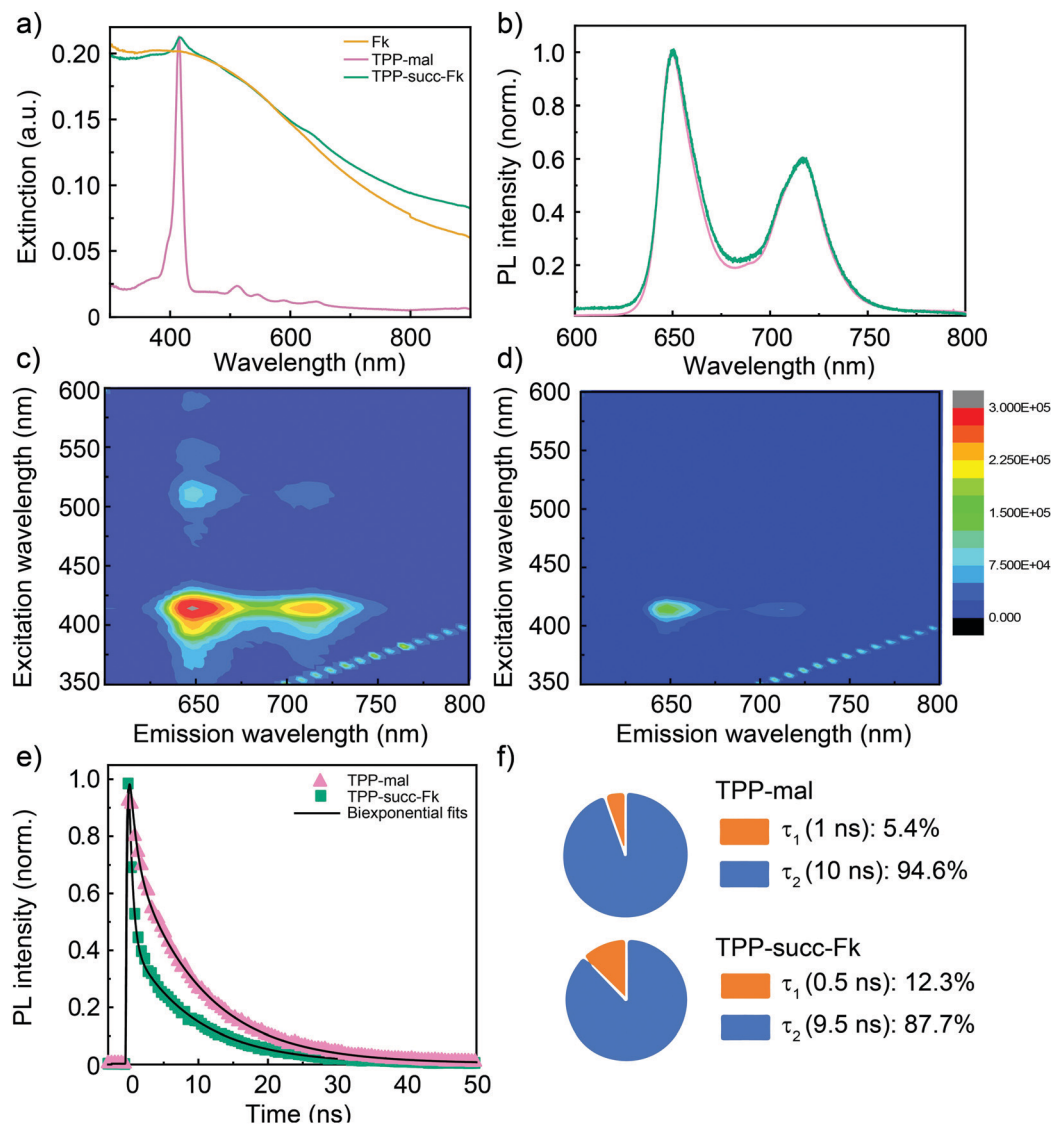 a)
Extinction (a.u.)
0.20
0.15
0.10
0.05
0
400 600 800
Wavelength (nm)
Fk
TPP-mal
TPP-succ-Fk
b)
PL intensity (norm.)
1.0
0.8
0.6
0.4
0.2
600 650 700 750 800
Wavelength (nm)
c)
Excitation wavelength (nm)
600
550
500
450
400
350
650 700 750 800
Emission wavelength (nm)
d)
Excitation wavelength (nm)
600
550
500
450
400
350
650 700 750 800
Emission wavelength (nm)
3.000E+05
2.250E+05
1.500E+05
7.500E+04
0.000
e)
PL intensity (norm.)
1.0
0.8
0.6
0.4
0.2
0
0 10 20 30 40 50
Time (ns)
TPP-mal
TPP-succ-Fk
Biexponential fits
f)
TPP-mal
τ₁ (1 ns): 5.4%
τ₂ (10 ns): 94.6%
TPP-succ-Fk
τ₁ (0.5 ns): 12.3%
τ₂ (9.5 ns): 87.7%